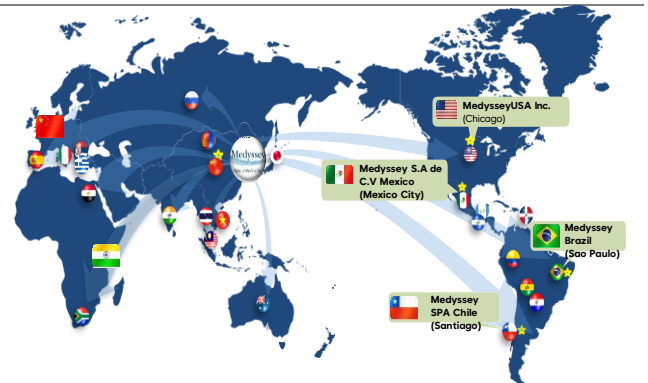 MedysseyUSA Inc.
(Chicago)
Medyssey
Medyssey S.A de
C.V Mexico
(Mexico City)
Medyssey
Brazil
(Sao Paulo)
Medyssey
SPA Chile
(Santiago)